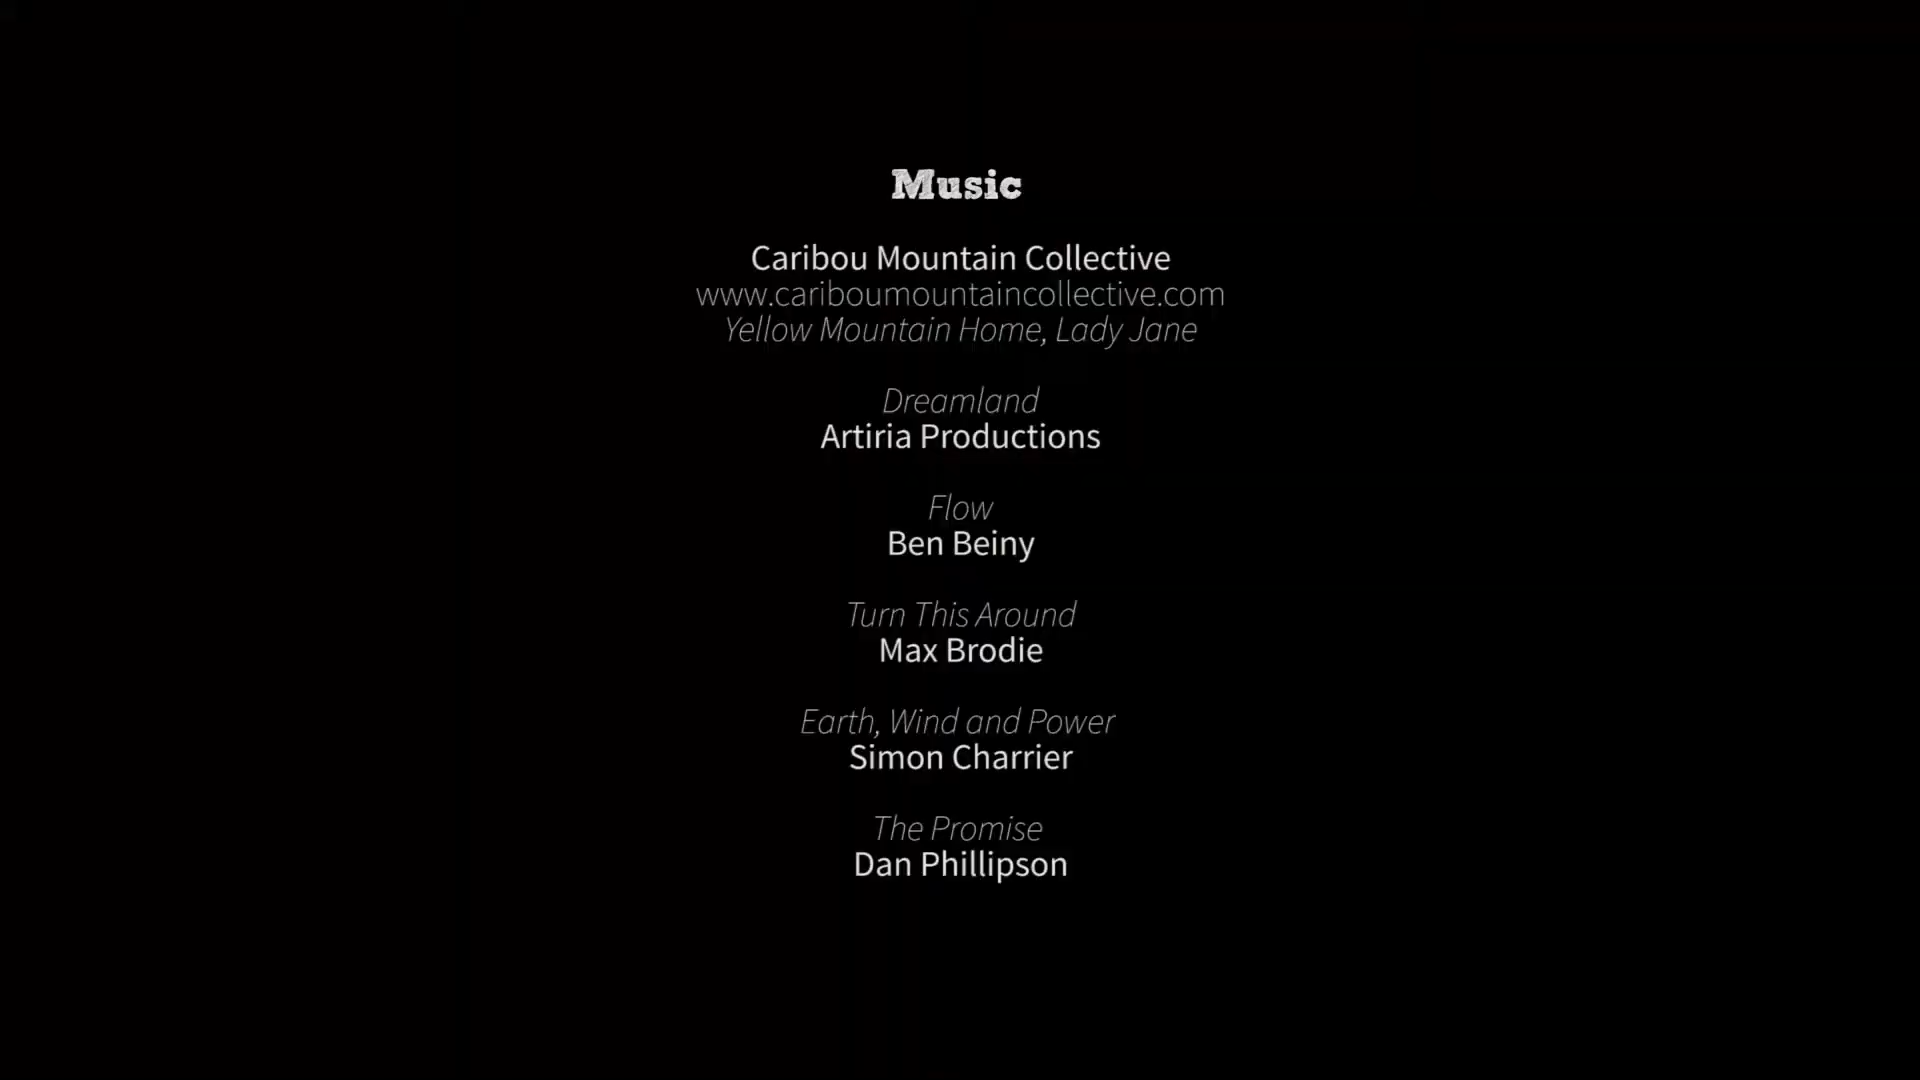 Music
Caribou Mountain Collective
www.cariboumountaincollective.com
Yellow Mountain Home, Lady Jane
Dreamland
Artiria Productions
Flow
Ben Beiny
Turn This Around
Max Brodie
Earth, Wind and Power
Simon Charrier
The Promise
Dan Phillipson